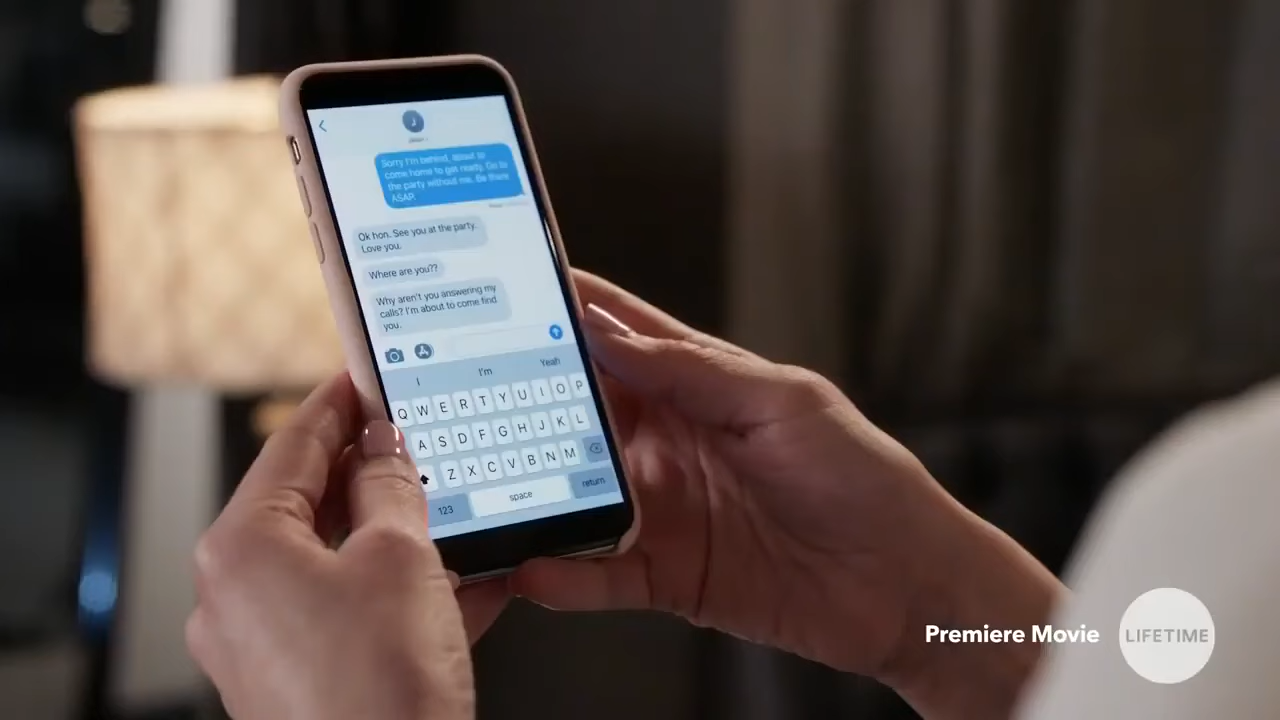 J
Sorry I'm behind, about to
come home to get ready. Go to
the party without me. Be there
ASAP.
Ok hon. See you at the party.
Love you.
Where are you??
Why aren't you answering my
calls? I'm about to come find
you.
I I'm Yeah
Q W E R T Y U I O P
A S D F G H J K L
Z X C V B N M
123 space return
Premiere Movie LIFETIME